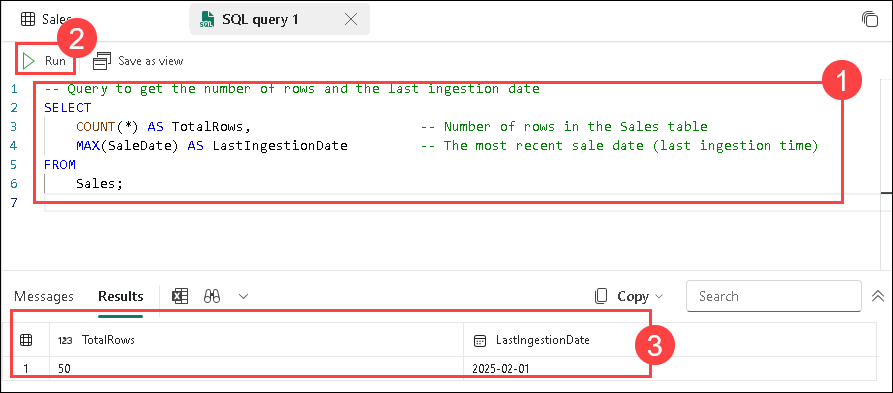 Sales
SQL query 1
2
Run
Save as view
1
1 -- Query to get the number of rows and the last ingestion date
2 SELECT
3 COUNT(*) AS TotalRows, -- Number of rows in the Sales table
4 MAX(SaleDate) AS LastIngestionDate -- The most recent sale date (last ingestion time)
5 FROM
6 Sales;
7
Messages Results Copy Search
123 TotalRows LastIngestionDate
3
1 50 2025-02-01